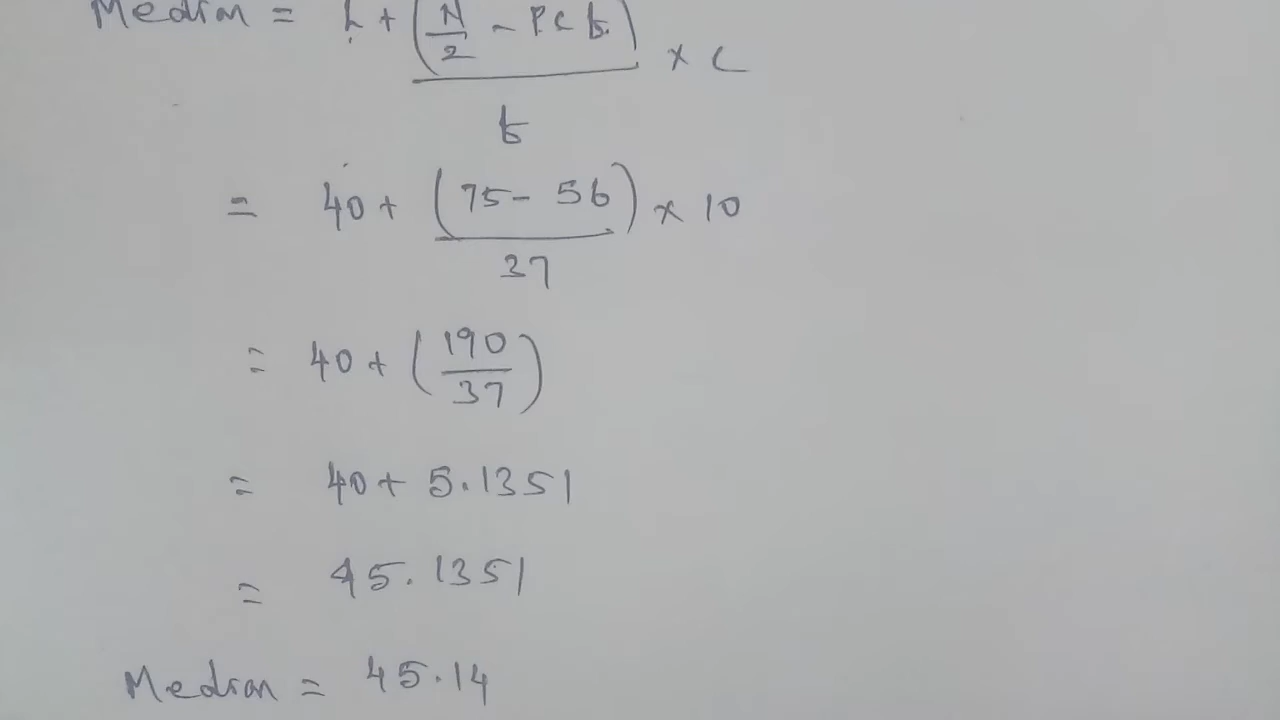 Median = L + (N/2 - Pcf) / f × c
= 40 + (75 - 56) / 37 × 10
= 40 + (190/37)
= 40 + 5.1351
= 45.1351
Median = 45.14